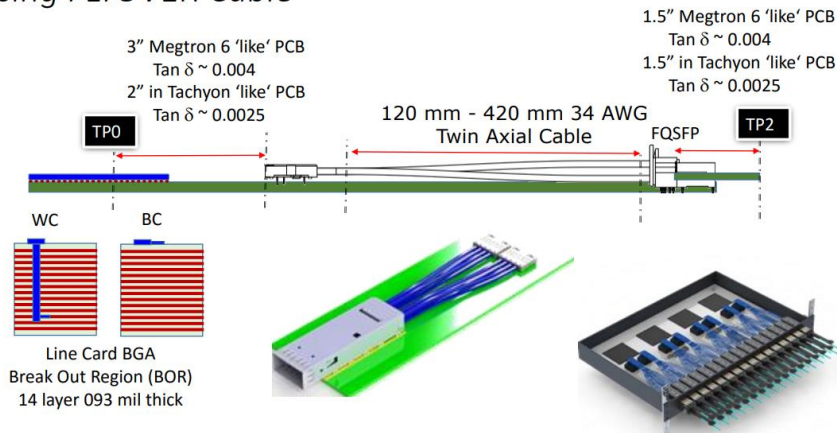 3” Megtron 6 ‘like‘ PCB
Tan δ ~ 0.004
2” in Tachyon ‘like’ PCB
Tan δ ~ 0.0025
1.5” Megtron 6 ‘like‘ PCB
Tan δ ~ 0.004
1.5” in Tachyon ‘like’ PCB
Tan δ ~ 0.0025
TP0
120 mm - 420 mm 34 AWG
Twin Axial Cable
FQSFP
TP2
WC
BC
Line Card BGA
Break Out Region (BOR)
14 layer 093 mil thick